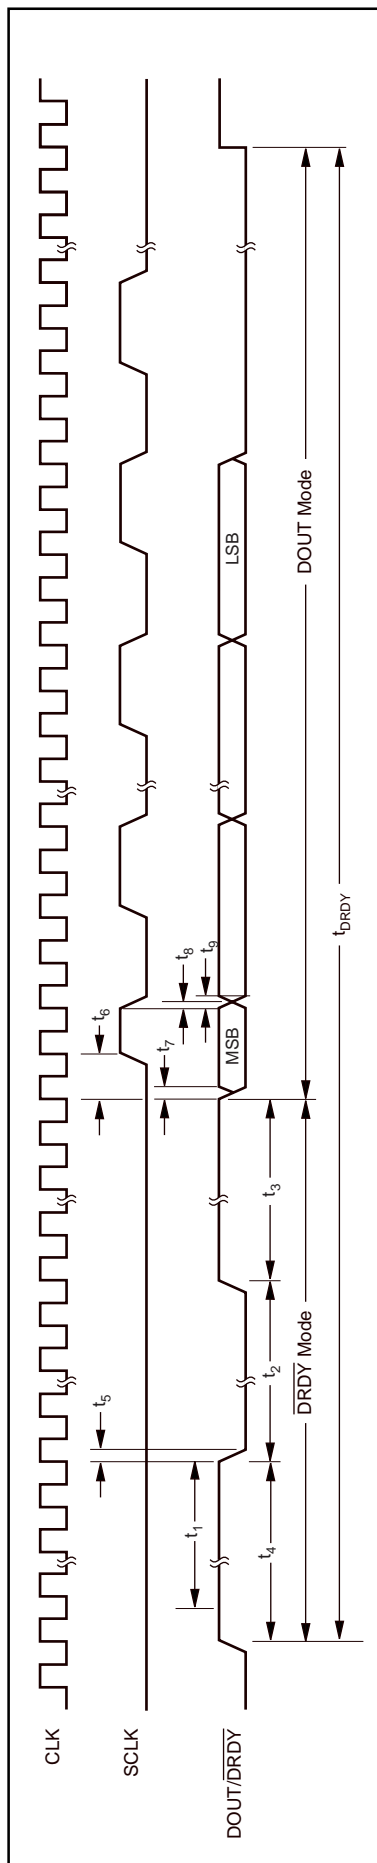 CLK
SCLK
DOUT/DRDY
t4
t1
t5
t2
t3
t7
t6
t8
t9
MSB
LSB
DRDY Mode
DOUT Mode
tDRDY